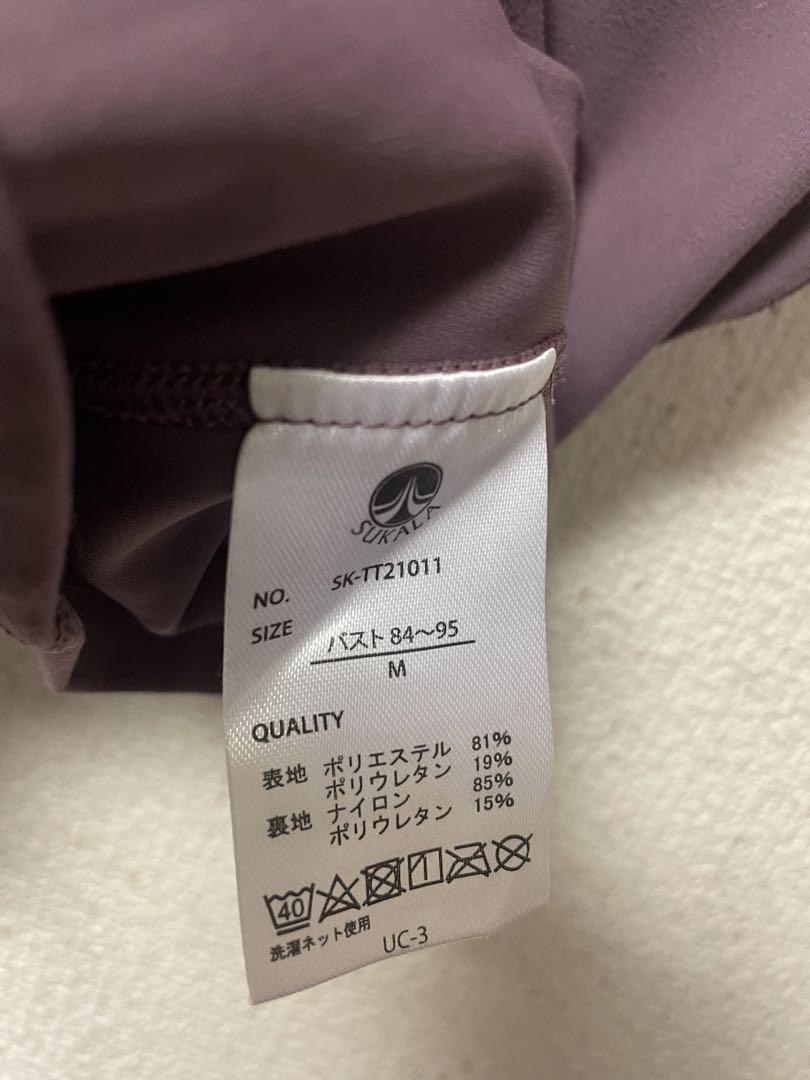 SUKALA
NO. SK-TT21011
SIZE バスト 84～95
M
QUALITY
表地 ポリエステル 81%
ポリウレタン 19%
裏地 ナイロン 85%
ポリウレタン 15%
40
洗濯ネット使用
UC-3